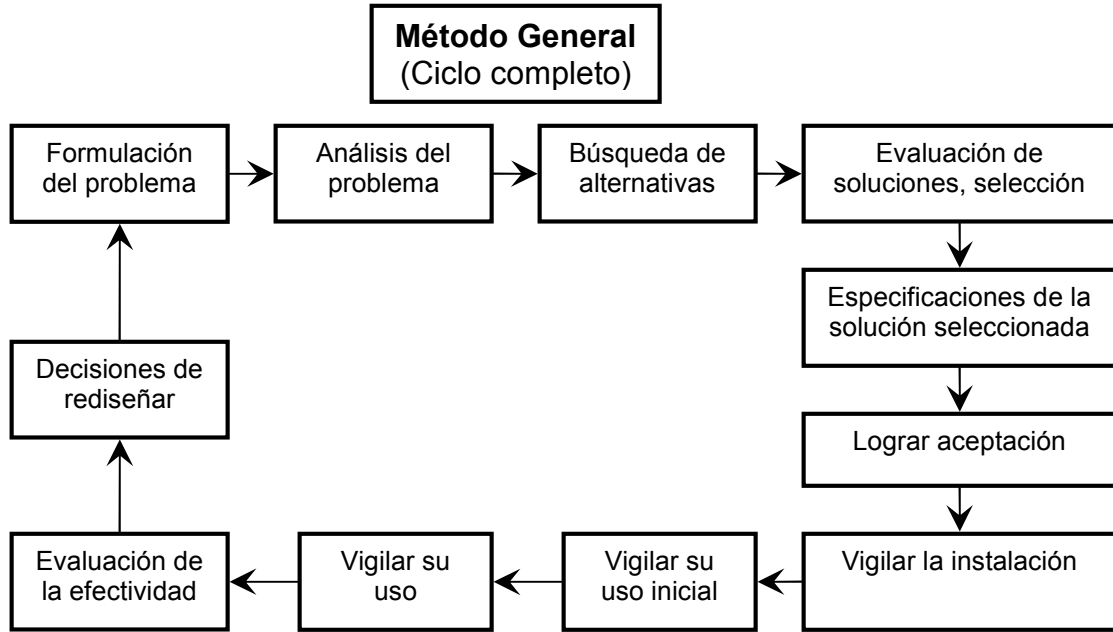 Método General
(Ciclo completo)
Formulación
del problema
Análisis del
problema
Búsqueda de
alternativas
Evaluación de
soluciones, selección
Especificaciones de la
solución seleccionada
Lograr aceptación
Vigilar la instalación
Vigilar su
uso inicial
Vigilar su
uso
Evaluación de
la efectividad
Decisiones de
rediseñar